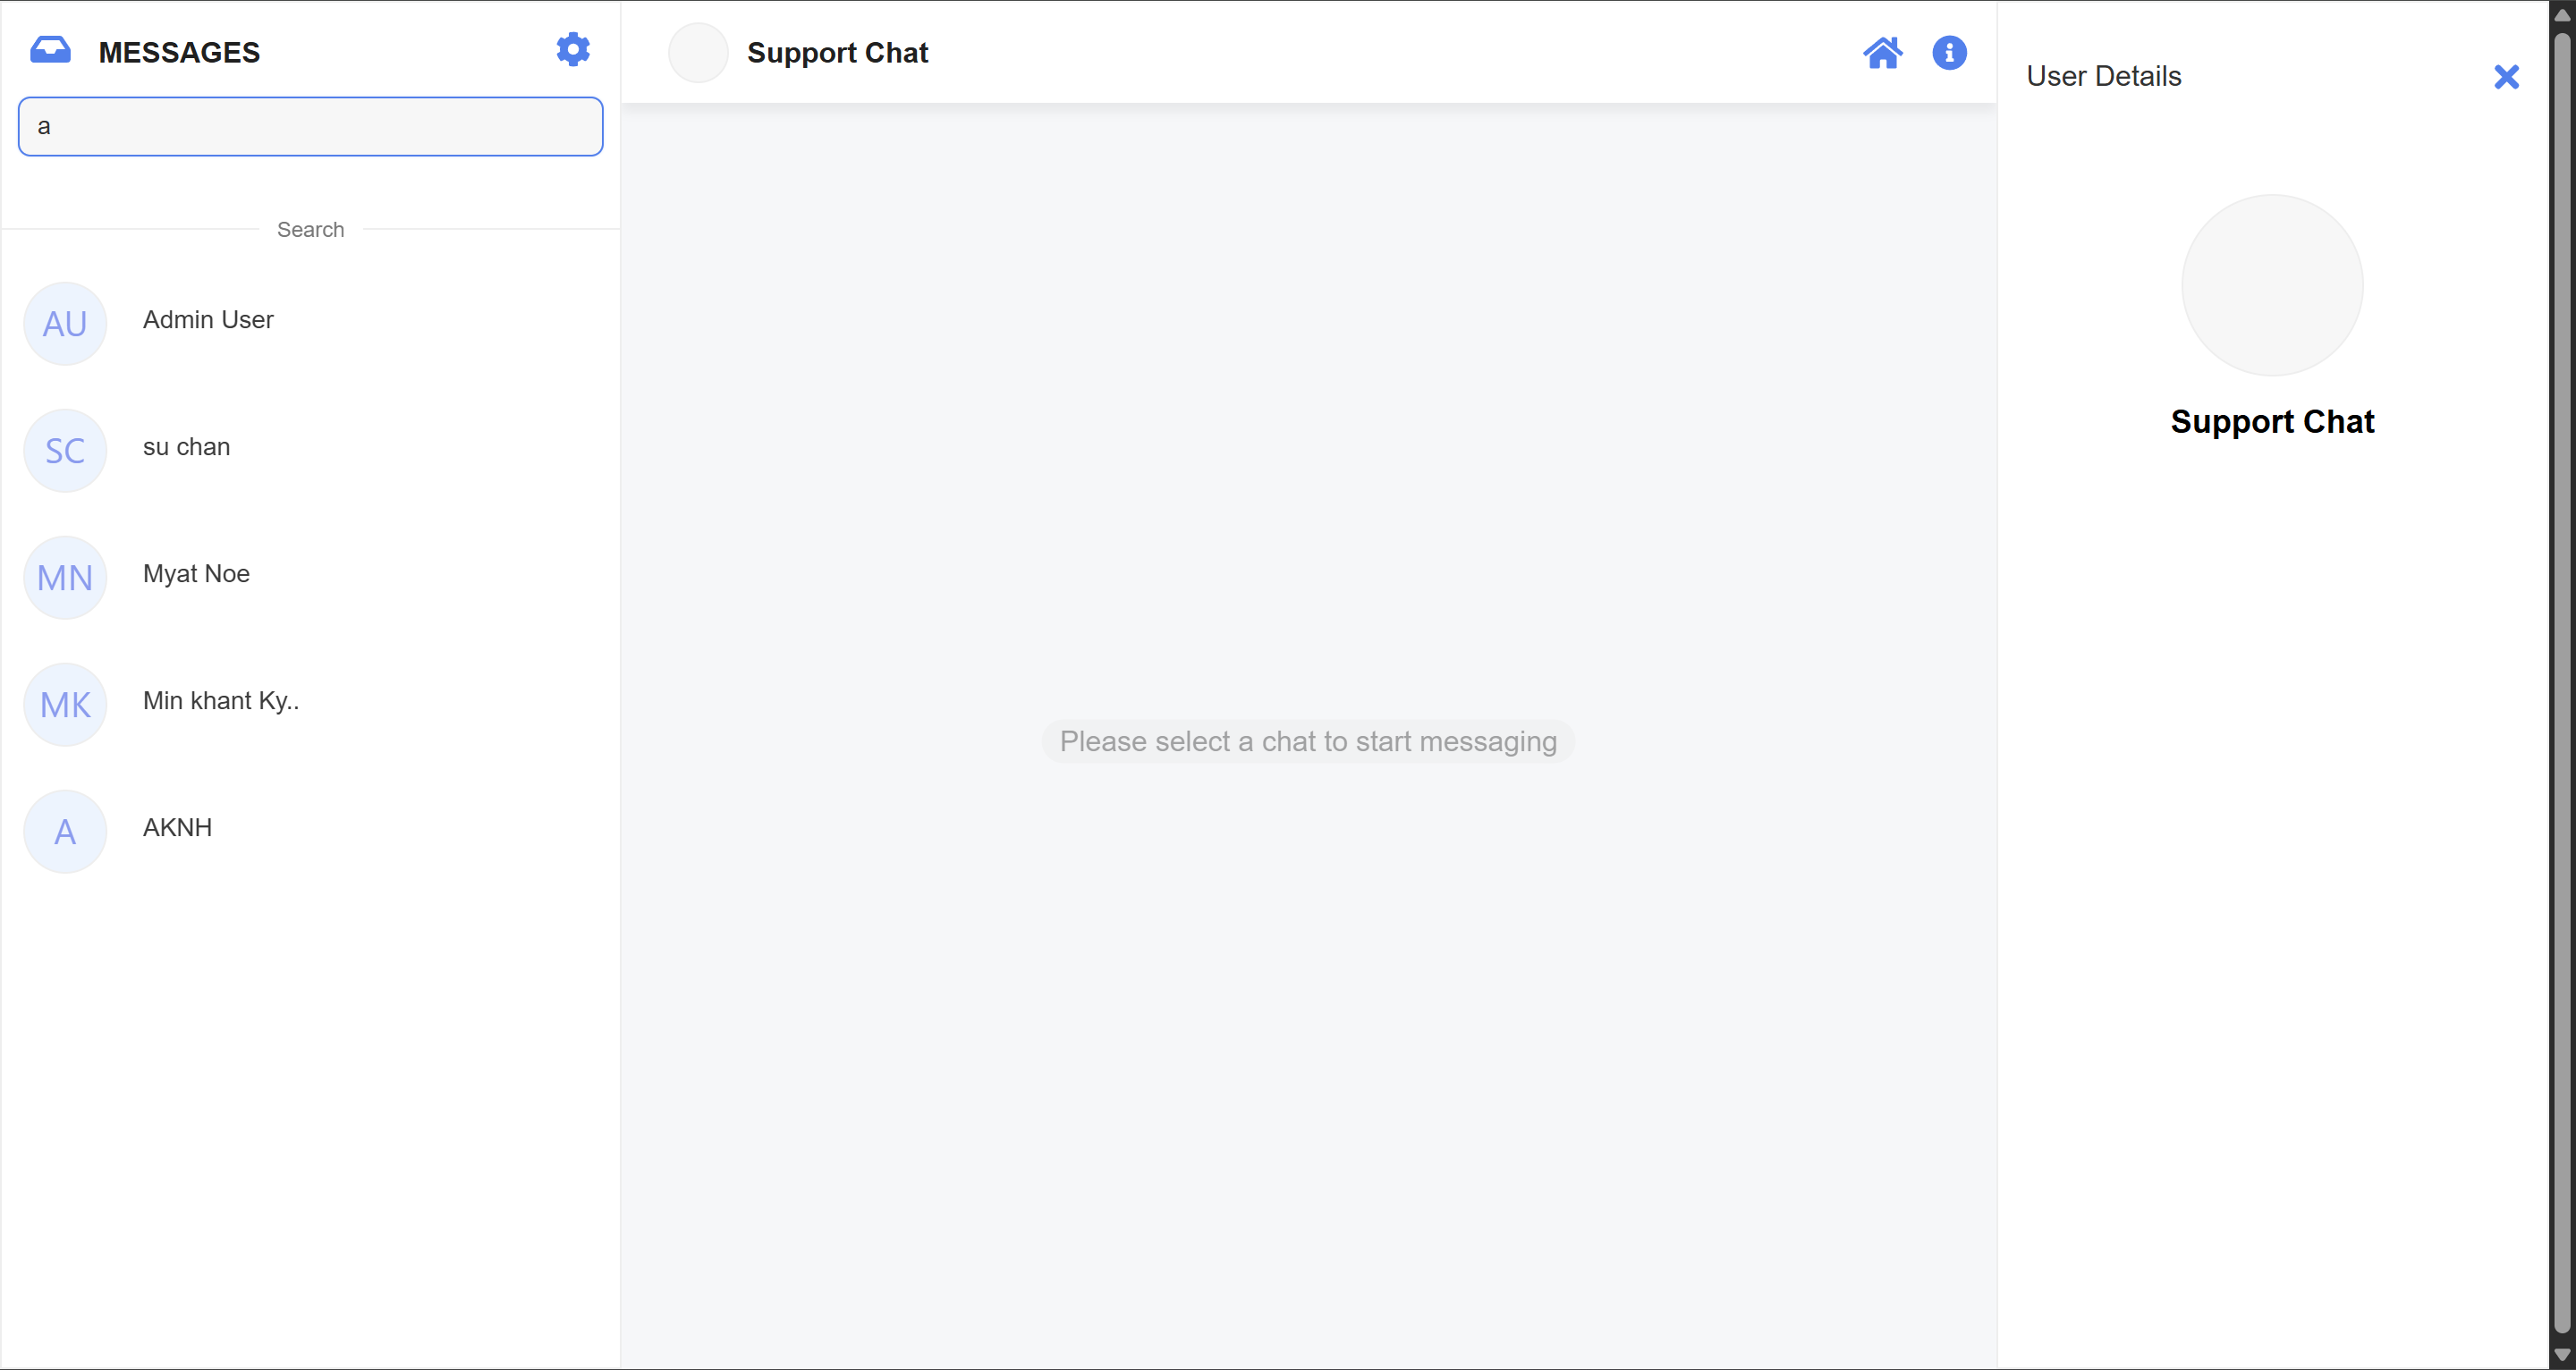 MESSAGES
a
Search
AU
Admin User
SC
su chan
MN
Myat Noe
MK
Min khant Ky..
A
AKNH
Support Chat
Please select a chat to start messaging
User Details
Support Chat